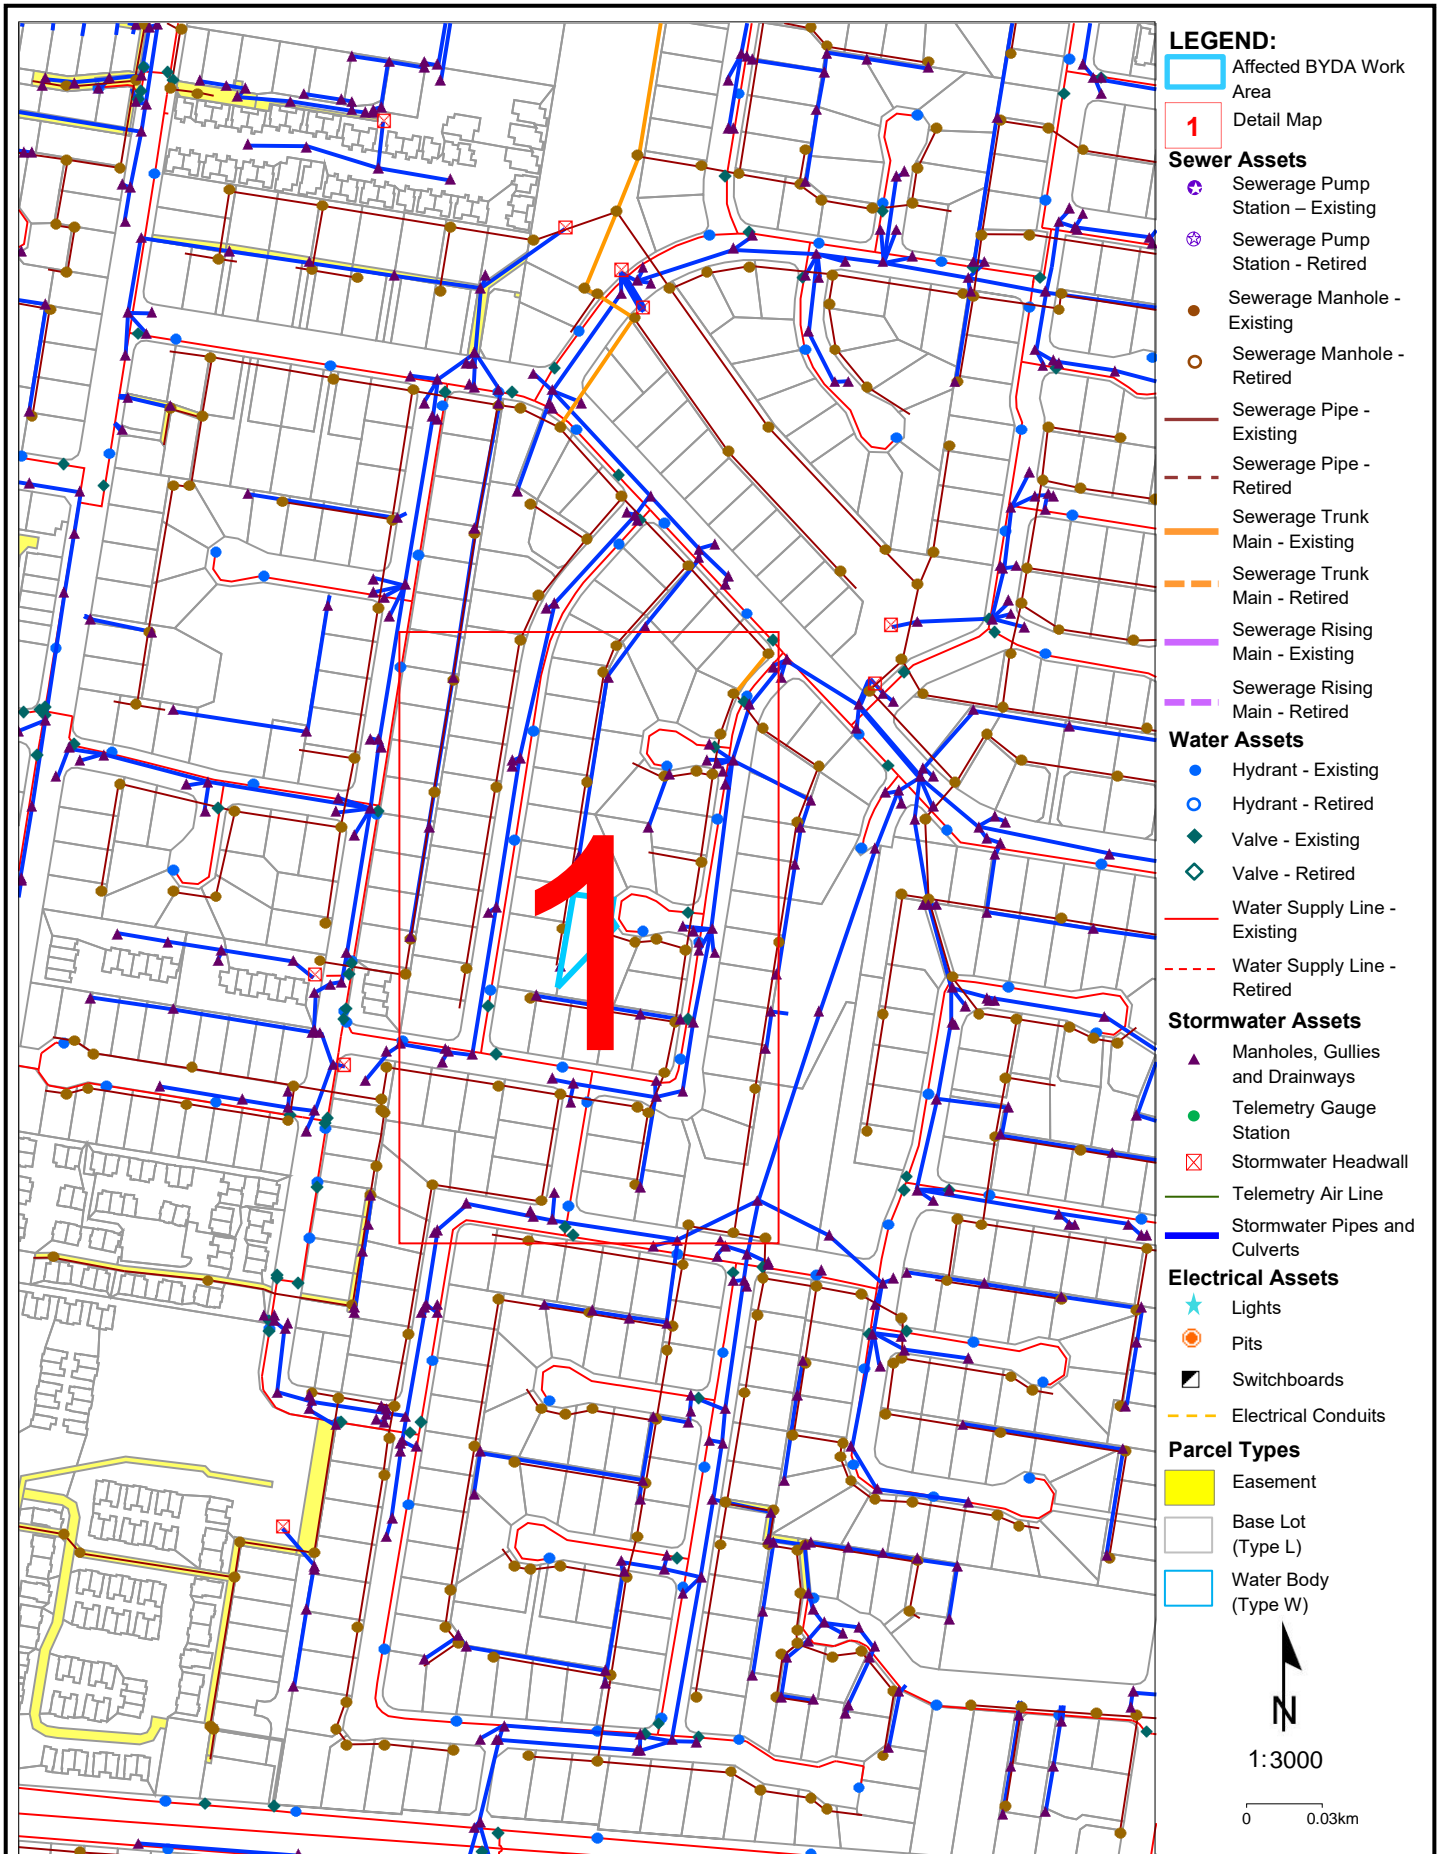 LEGEND:
Affected BYDA Work
Area
1
Detail Map
Sewer Assets
Sewerage Pump
Station – Existing
Sewerage Pump
Station - Retired
Sewerage Manhole -
Existing
Sewerage Manhole -
Retired
Sewerage Pipe -
Existing
Sewerage Pipe -
Retired
Sewerage Trunk
Main - Existing
Sewerage Trunk
Main - Retired
Sewerage Rising
Main - Existing
Sewerage Rising
Main - Retired
Water Assets
Hydrant - Existing
Hydrant - Retired
Valve - Existing
Valve - Retired
Water Supply Line -
Existing
Water Supply Line -
Retired
Stormwater Assets
Manholes, Gullies
and Drainways
Telemetry Gauge
Station
Stormwater Headwall
Telemetry Air Line
Stormwater Pipes and
Culverts
Electrical Assets
Lights
Pits
Switchboards
Electrical Conduits
Parcel Types
Easement
Base Lot
(Type L)
Water Body
(Type W)
N
1:3000
0 0.03km
1